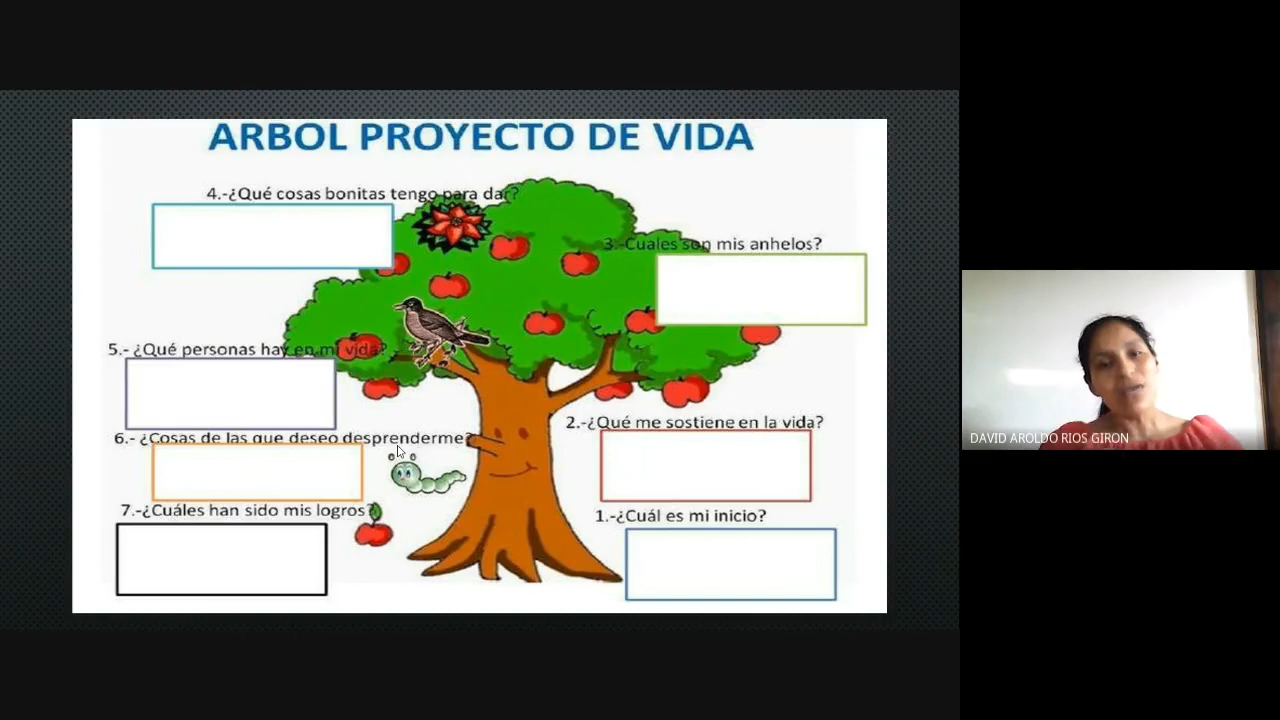 ARBOL PROYECTO DE VIDA
4.-¿Qué cosas bonitas tengo para dar?
3.-Cuales son mis anhelos?
5.- ¿Qué personas hay en mi vida?
2.-¿Qué me sostiene en la vida?
6.- ¿Cosas de las que deseo desprenderme?
7.-¿Cuáles han sido mis logros?
1.-¿Cuál es mi inicio?
DAVID AROLDO RIOS GIRON